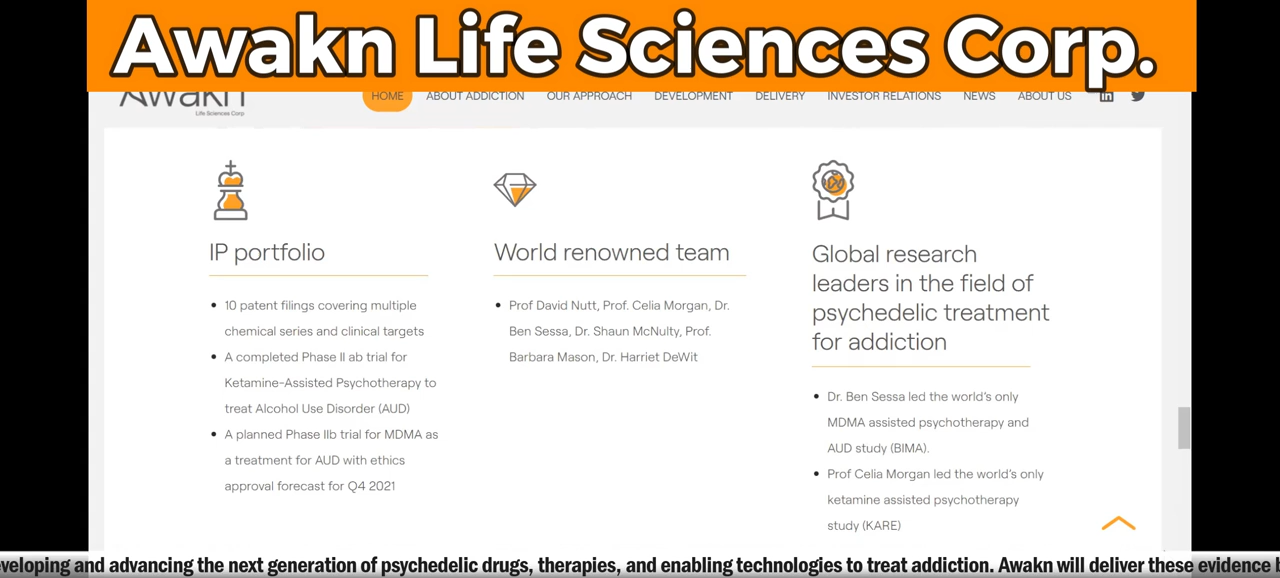 Awakn Life Sciences Corp.
Awakn
Life Sciences Corp
HOME ABOUT ADDICTION OUR APPROACH DEVELOPMENT DELIVERY INVESTOR RELATIONS NEWS ABOUT US
IP portfolio
• 10 patent filings covering multiple
chemical series and clinical targets
• A completed Phase II ab trial for
Ketamine-Assisted Psychotherapy to
treat Alcohol Use Disorder (AUD)
• A planned Phase IIb trial for MDMA as
a treatment for AUD with ethics
approval forecast for Q4 2021
World renowned team
• Prof David Nutt, Prof. Celia Morgan, Dr.
Ben Sessa, Dr. Shaun McNulty, Prof.
Barbara Mason, Dr. Harriet DeWit
Global research
leaders in the field of
psychedelic treatment
for addiction
• Dr. Ben Sessa led the world's only
MDMA assisted psychotherapy and
AUD study (BIMA).
• Prof Celia Morgan led the world's only
ketamine assisted psychotherapy
study (KARE)
eveloping and advancing the next generation of psychedelic drugs, therapies, and enabling technologies to treat addiction. Awakn will deliver these evidence